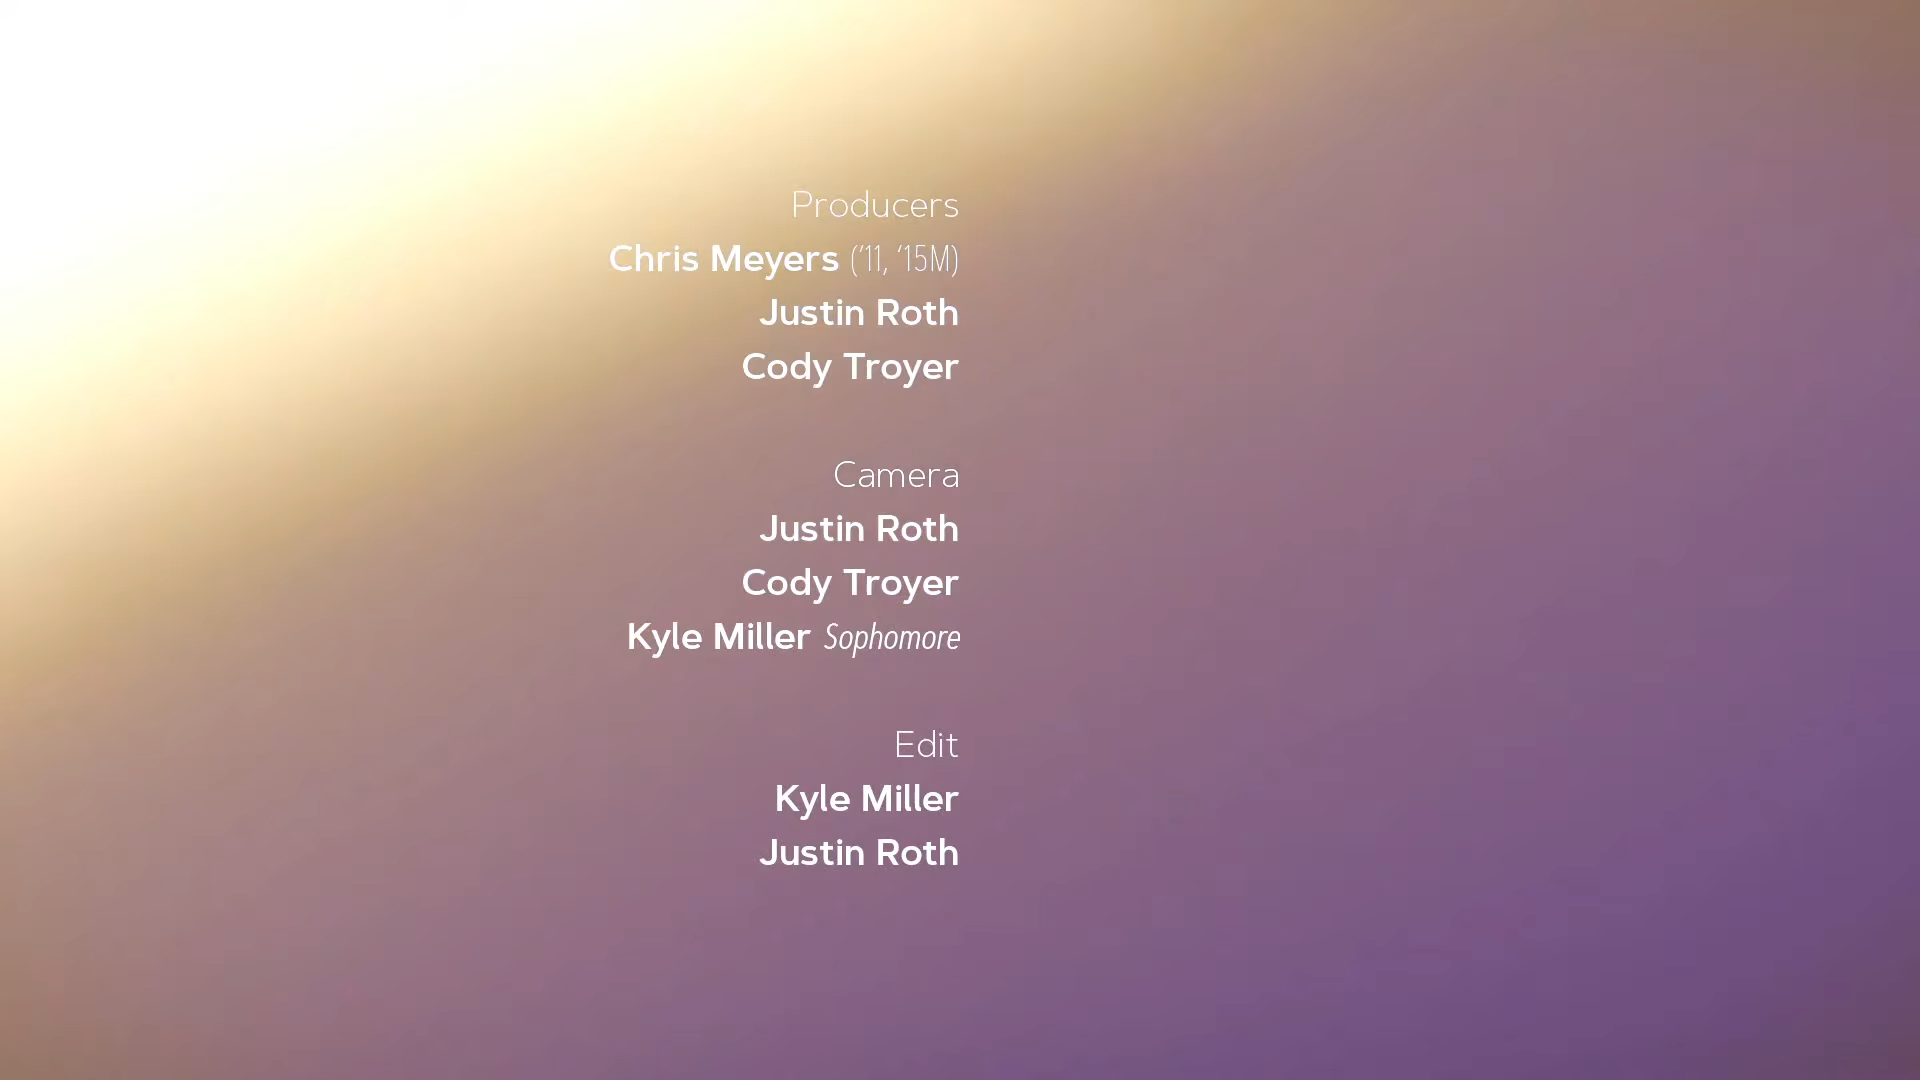 Producers
Chris Meyers (’11, ’15M)
Justin Roth
Cody Troyer
Camera
Justin Roth
Cody Troyer
Kyle Miller Sophomore
Edit
Kyle Miller
Justin Roth